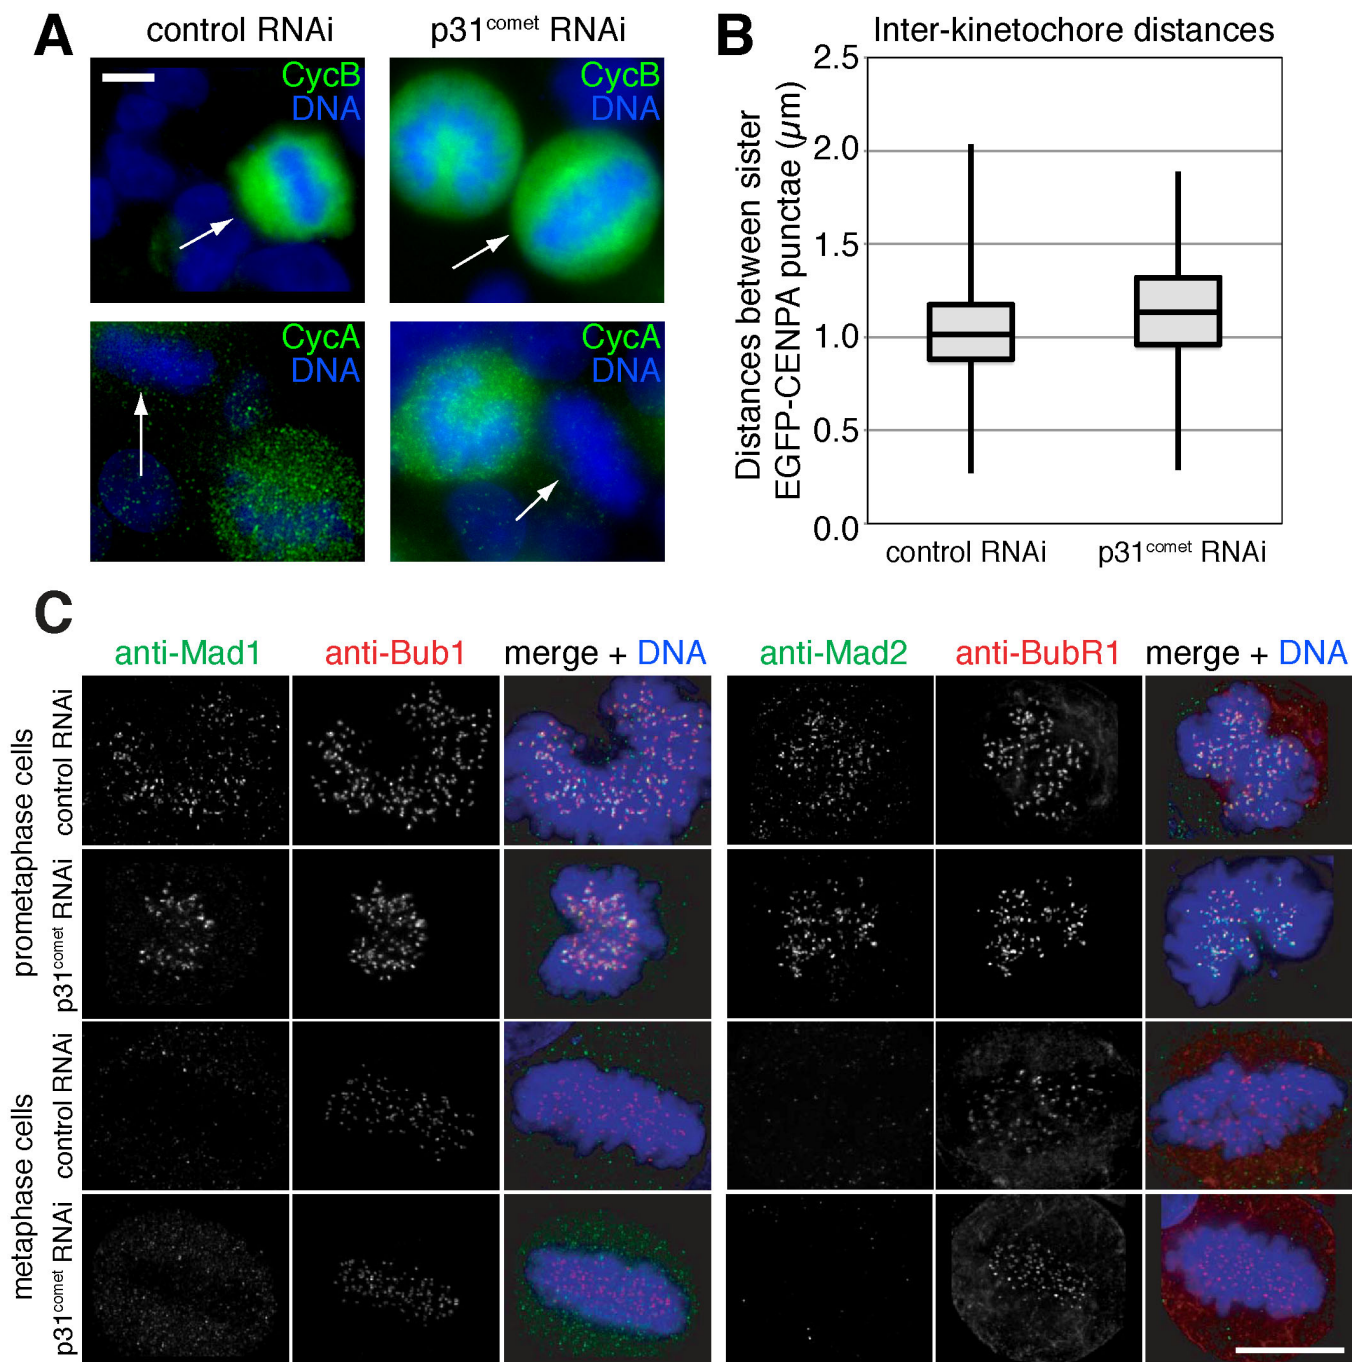 A
control RNAi
p31comet RNAi
CycB
DNA
CycB
DNA
CycA
DNA
CycA
DNA
B
Inter-kinetochore distances
Distances between sister
EGFP-CENPA punctae (µm)
2.5
2.0
1.5
1.0
0.5
0.0
control RNAi
p31comet RNAi
C
anti-Mad1
anti-Bub1
merge + DNA
anti-Mad2
anti-BubR1
merge + DNA
prometaphase cells
control RNAi
p31comet RNAi
metaphase cells
control RNAi
p31comet RNAi